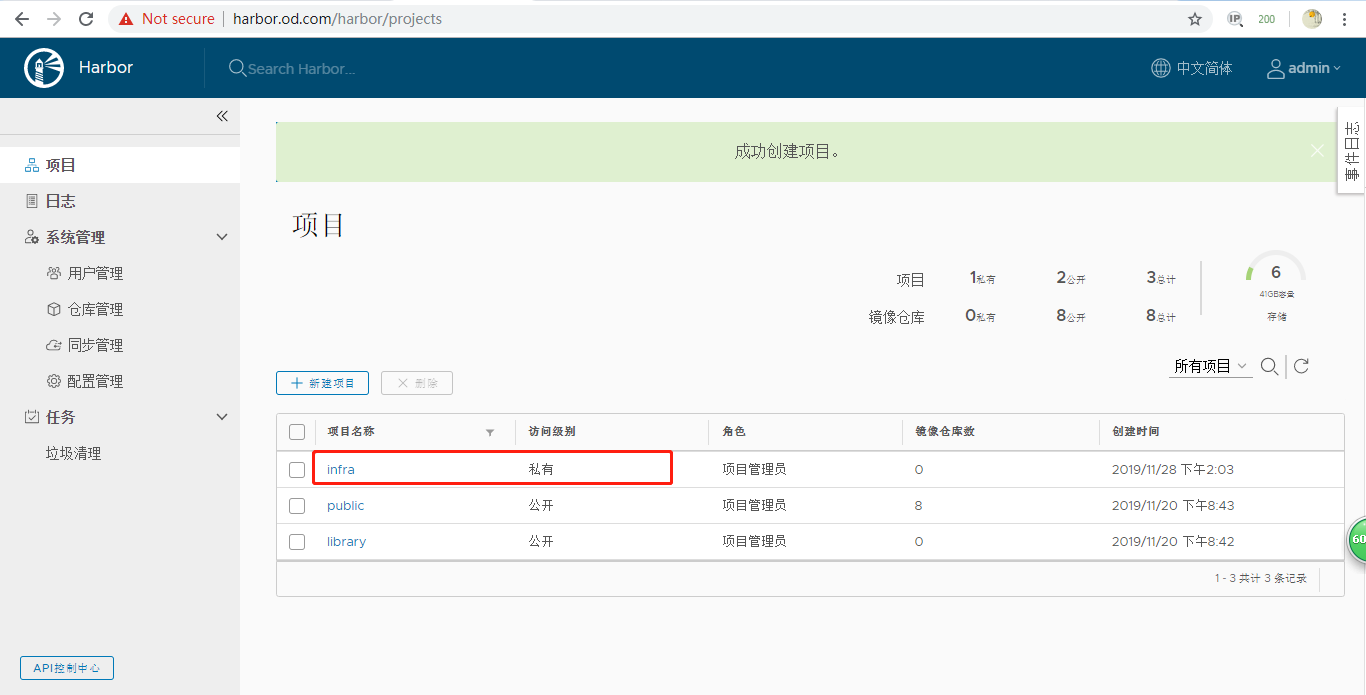 Not secure | harbor.od.com/harbor/projects
200
Harbor
Search Harbor...
中文简体
admin
事件日志
成功创建项目。
项目
日志
系统管理
用户管理
仓库管理
同步管理
配置管理
任务
垃圾清理
API控制中心
项目
项目 1私有 2公开 3总计
镜像仓库 0私有 8公开 8总计
6
41GB容量
存储
所有项目
新建项目 删除
项目名称 访问级别 角色 镜像仓库数 创建时间
infra 私有 项目管理员 0 2019/11/28 下午2:03
public 公开 项目管理员 8 2019/11/20 下午8:43
library 公开 项目管理员 0 2019/11/20 下午8:42
1 - 3 共计 3 条记录
60